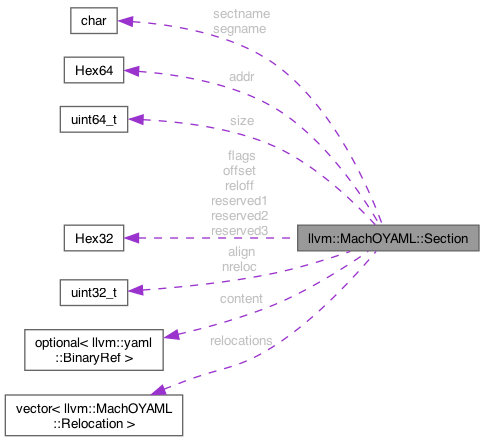 char
sectname
segname
Hex64
addr
uint64_t
size
flags
offset
reloff
reserved1
reserved2
reserved3
Hex32
llvm::MachOYAML::Section
align
nreloc
uint32_t
content
optional< llvm::yaml
::BinaryRef >
relocations
vector< llvm::MachOYAML
::Relocation >